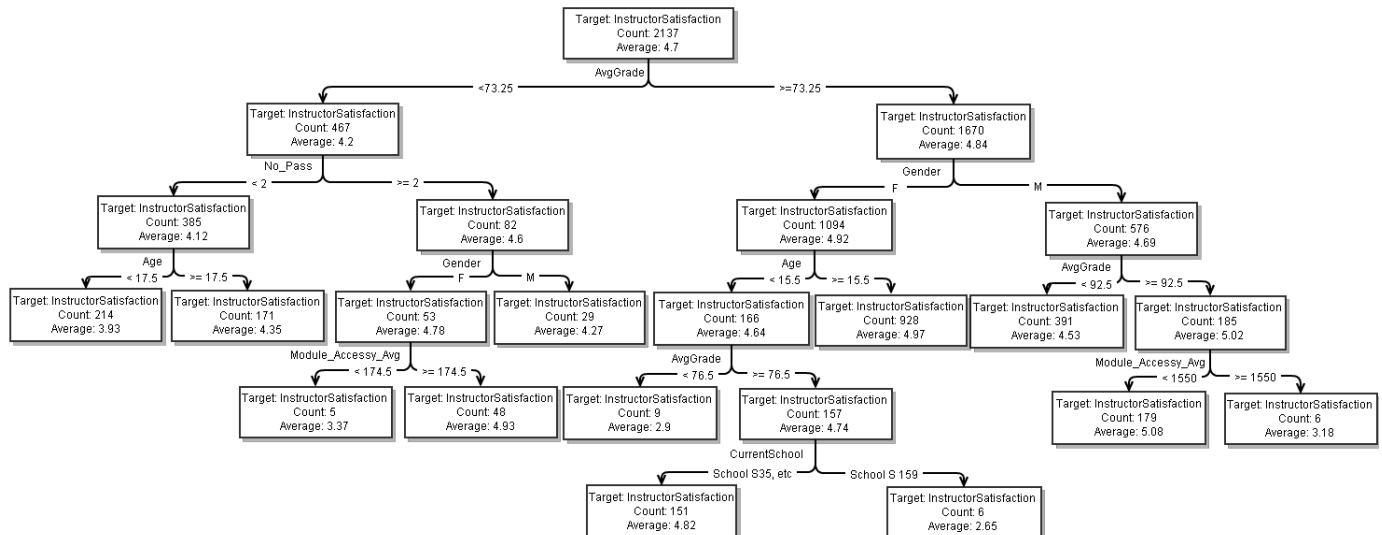 Target: InstructorSatisfaction
Count: 2137
Average: 4.7
AvgGrade
<73.25
>=73.25
Target: InstructorSatisfaction
Count: 467
Average: 4.2
Target: InstructorSatisfaction
Count: 1670
Average: 4.84
No_Pass
< 2
>= 2
Gender
F
M
Target: InstructorSatisfaction
Count: 385
Average: 4.12
Target: InstructorSatisfaction
Count: 82
Average: 4.6
Target: InstructorSatisfaction
Count: 1094
Average: 4.92
Target: InstructorSatisfaction
Count: 576
Average: 4.69
Age
< 17.5
>= 17.5
Gender
F
M
Age
< 15.5
>= 15.5
AvgGrade
< 92.5
>= 92.5
Target: InstructorSatisfaction
Count: 214
Average: 3.93
Target: InstructorSatisfaction
Count: 171
Average: 4.35
Target: InstructorSatisfaction
Count: 53
Average: 4.78
Target: InstructorSatisfaction
Count: 29
Average: 4.27
Target: InstructorSatisfaction
Count: 166
Average: 4.64
Target: InstructorSatisfaction
Count: 928
Average: 4.97
Target: InstructorSatisfaction
Count: 391
Average: 4.53
Target: InstructorSatisfaction
Count: 185
Average: 5.02
Module_Accessy_Avg
< 174.5
>= 174.5
AvgGrade
< 76.5
>= 76.5
Module_Accessy_Avg
< 1550
>= 1550
Target: InstructorSatisfaction
Count: 5
Average: 3.37
Target: InstructorSatisfaction
Count: 48
Average: 4.93
Target: InstructorSatisfaction
Count: 9
Average: 2.9
Target: InstructorSatisfaction
Count: 157
Average: 4.74
Target: InstructorSatisfaction
Count: 179
Average: 5.08
Target: InstructorSatisfaction
Count: 6
Average: 3.18
CurrentSchool
School S35, etc
School S 159
Target: InstructorSatisfaction
Count: 151
Average: 4.82
Target: InstructorSatisfaction
Count: 6
Average: 2.65